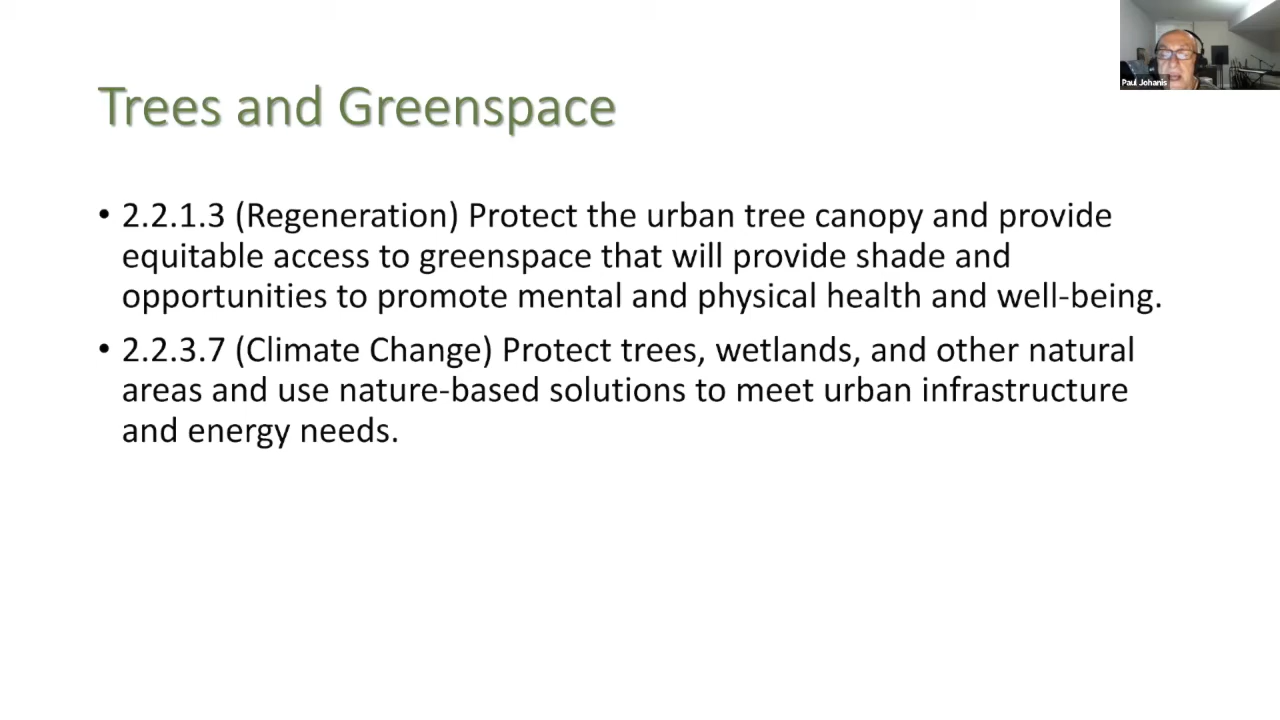 Paul Johanis
Trees and Greenspace
• 2.2.1.3 (Regeneration) Protect the urban tree canopy and provide
equitable access to greenspace that will provide shade and
opportunities to promote mental and physical health and well-being.
• 2.2.3.7 (Climate Change) Protect trees, wetlands, and other natural
areas and use nature-based solutions to meet urban infrastructure
and energy needs.